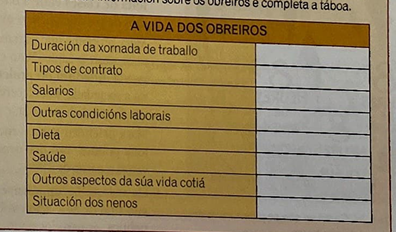 sobre os obreiros e completa a táboa.
A VIDA DOS OBREIROS
Duración da xornada de traballo
Tipos de contrato
Salarios
Outras condicións laborais
Dieta
Saúde
Outros aspectos da súa vida cotiá
Situación dos nenos